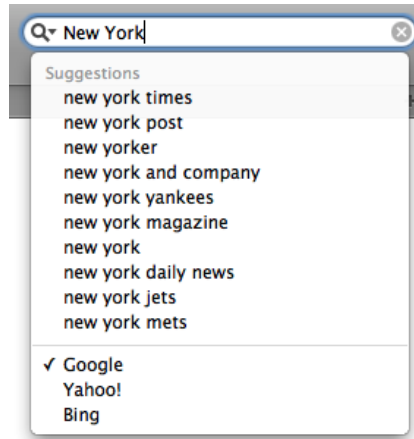 New York
Suggestions
new york times
new york post
new yorker
new york and company
new york yankees
new york magazine
new york
new york daily news
new york jets
new york mets
✓ Google
Yahoo!
Bing